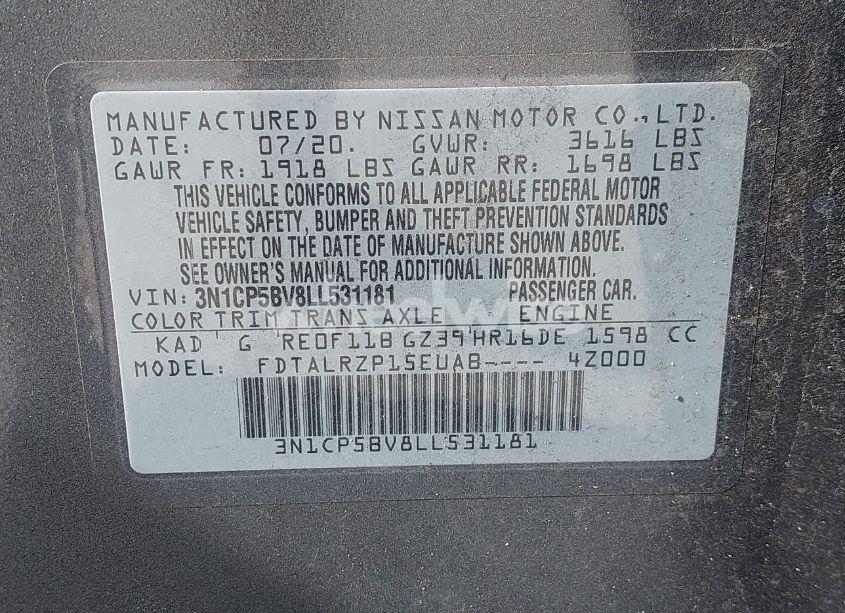 MANUFACTURED BY NISSAN MOTOR CO.,LTD.
DATE: 07/20. GVWR: 3616 LBS
GAWR FR: 1918 LBS GAWR RR: 1698 LBS
THIS VEHICLE CONFORMS TO ALL APPLICABLE FEDERAL MOTOR
VEHICLE SAFETY, BUMPER AND THEFT PREVENTION STANDARDS
IN EFFECT ON THE DATE OF MANUFACTURE SHOWN ABOVE.
SEE OWNER'S MANUAL FOR ADDITIONAL INFORMATION.
VIN: 3N1CP5BV8LL531181 PASSENGER CAR.
COLOR TRIM TRANS AXLE ENGINE
KAD G RE0F11B GZ39 HR16DE 1598 CC
MODEL: FDTALRZP15EUAB---- 4Z000
3N1CP5BV8LL531181